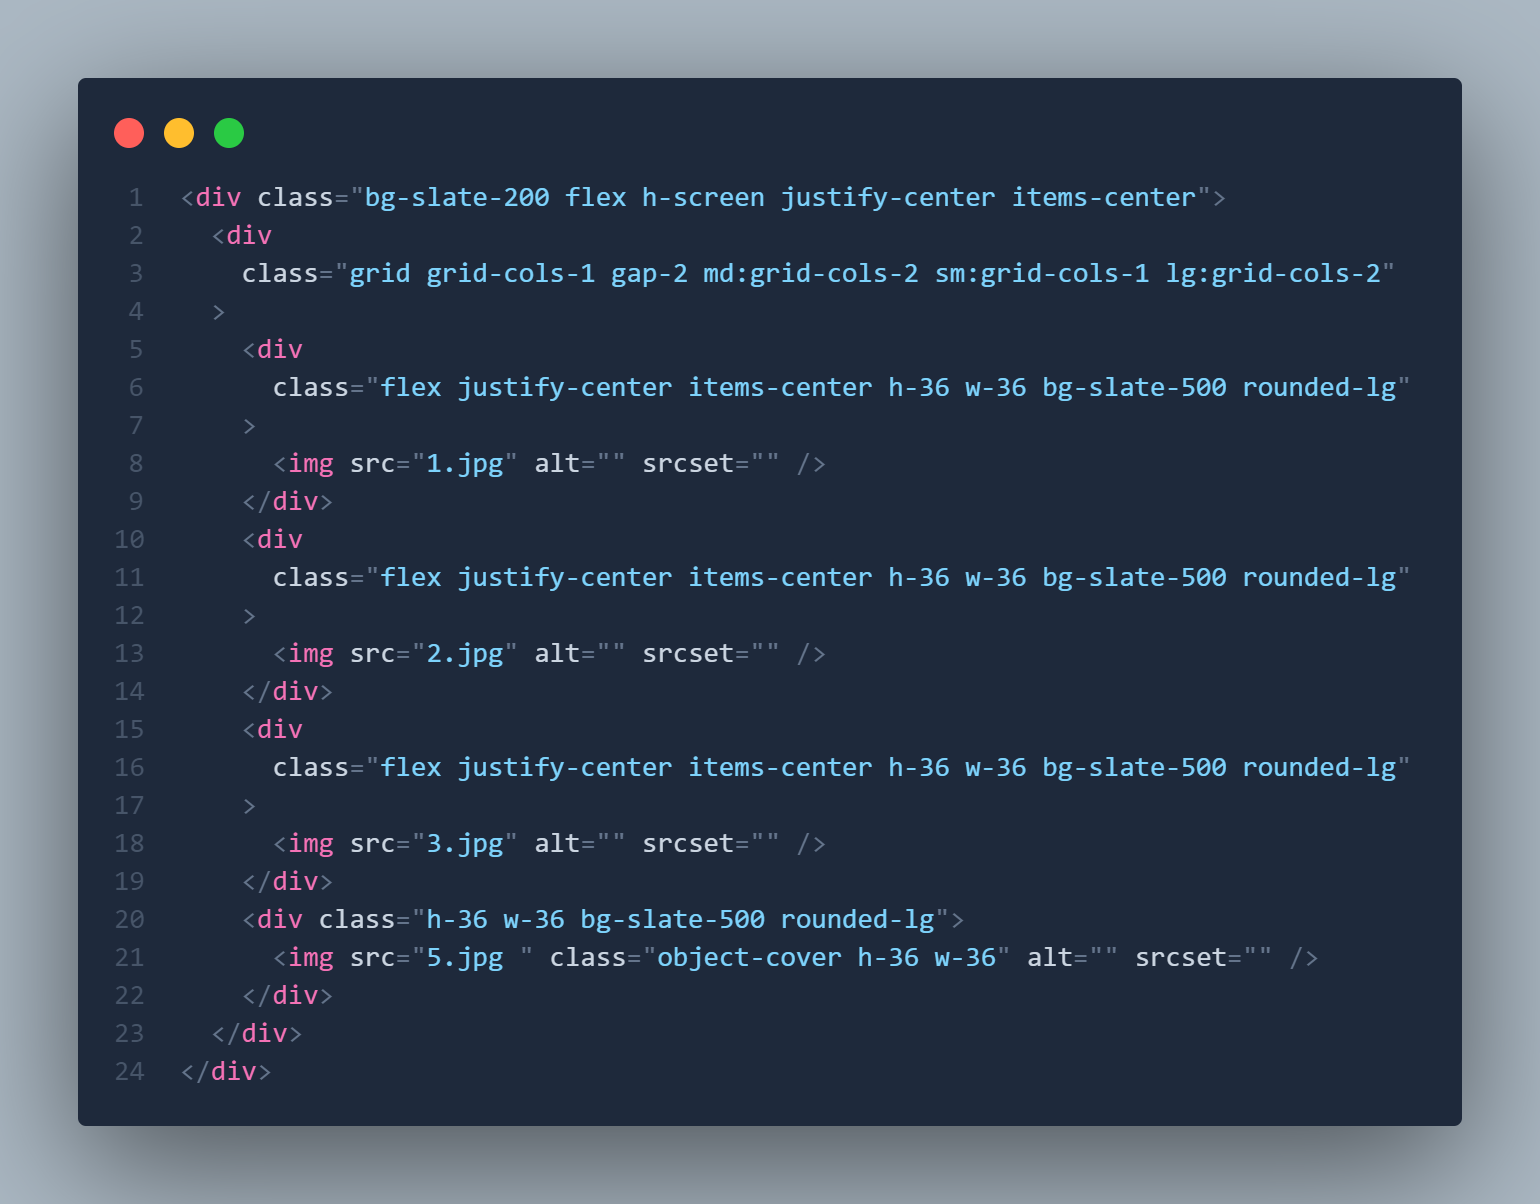 1 <div class="bg-slate-200 flex h-screen justify-center items-center">
2   <div
3     class="grid grid-cols-1 gap-2 md:grid-cols-2 sm:grid-cols-1 lg:grid-cols-2"
4   >
5     <div
6       class="flex justify-center items-center h-36 w-36 bg-slate-500 rounded-lg"
7     >
8       <img src="1.jpg" alt="" srcset="" />
9     </div>
10     <div
11       class="flex justify-center items-center h-36 w-36 bg-slate-500 rounded-lg"
12     >
13       <img src="2.jpg" alt="" srcset="" />
14     </div>
15     <div
16       class="flex justify-center items-center h-36 w-36 bg-slate-500 rounded-lg"
17     >
18       <img src="3.jpg" alt="" srcset="" />
19     </div>
20     <div class="h-36 w-36 bg-slate-500 rounded-lg">
21       <img src="5.jpg " class="object-cover h-36 w-36" alt="" srcset="" />
22     </div>
23   </div>
24 </div>